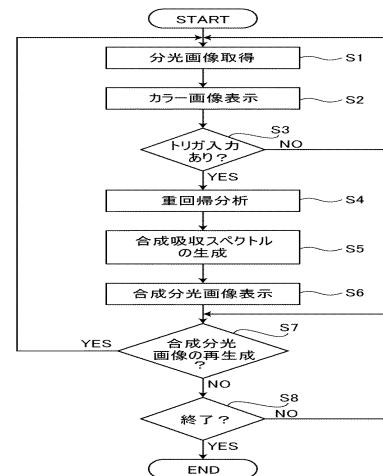 START
分光画像取得
S1
カラー画像表示
S2
S3
トリガ入力
あり?
NO
YES
重回帰分析
S4
合成吸収スペクトル
の生成
S5
合成分光画像表示
S6
S7
YES
合成分光
画像の再生成
?
NO
S8
終了?
NO
YES
END